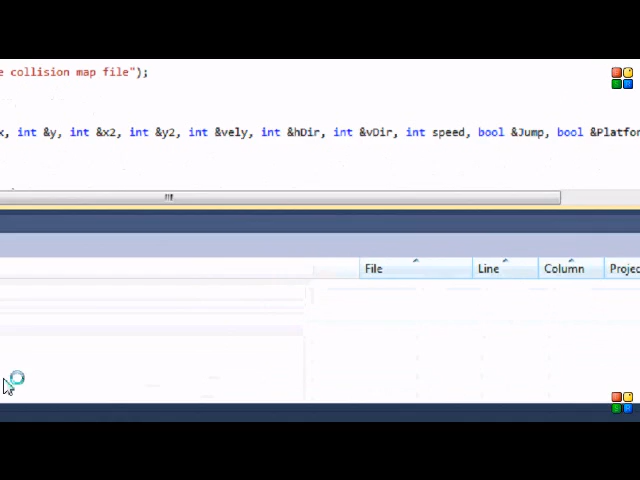 e collision map file");
x, int &y, int &x2, int &y2, int &vely, int &hDir, int &vDir, int speed, bool &Jump, bool &Platfor
File Line Column Projec